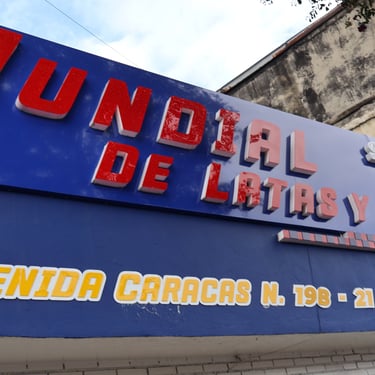 UNDIAL
DE LATAS Y
ENIDA CARACAS N. 198 - 21